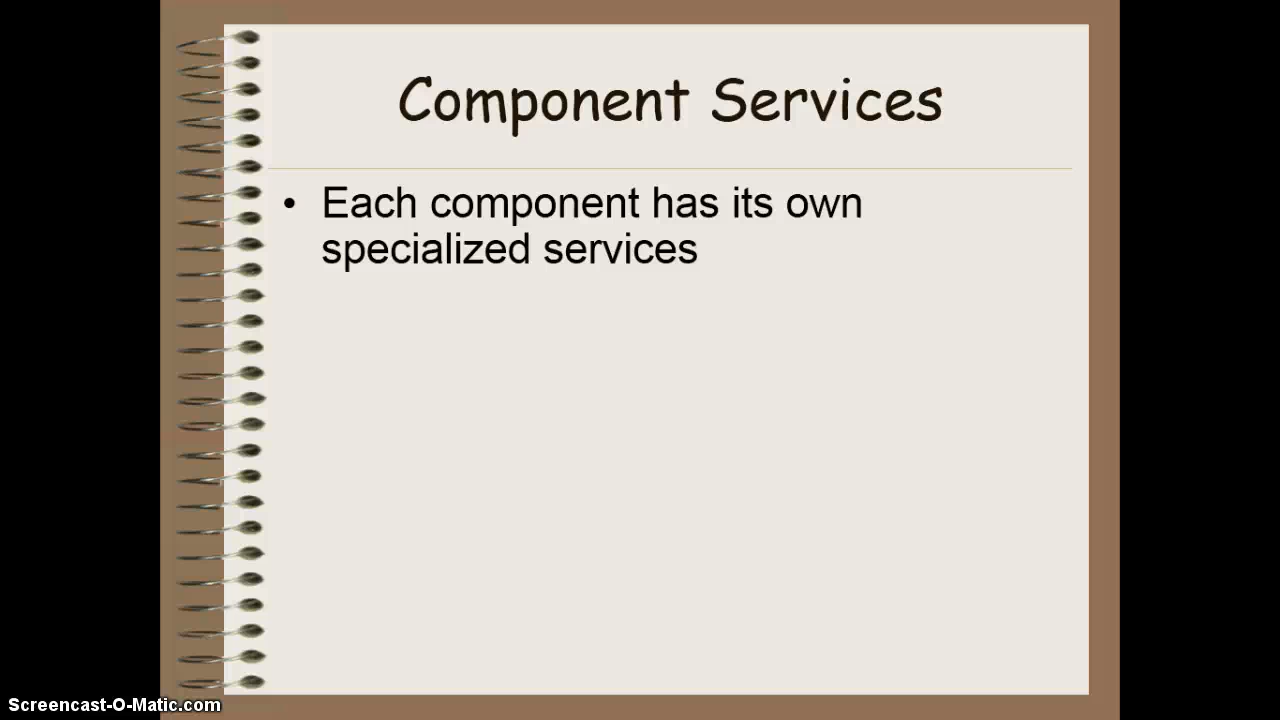 Component Services
• Each component has its own
specialized services
Screencast-O-Matic.com